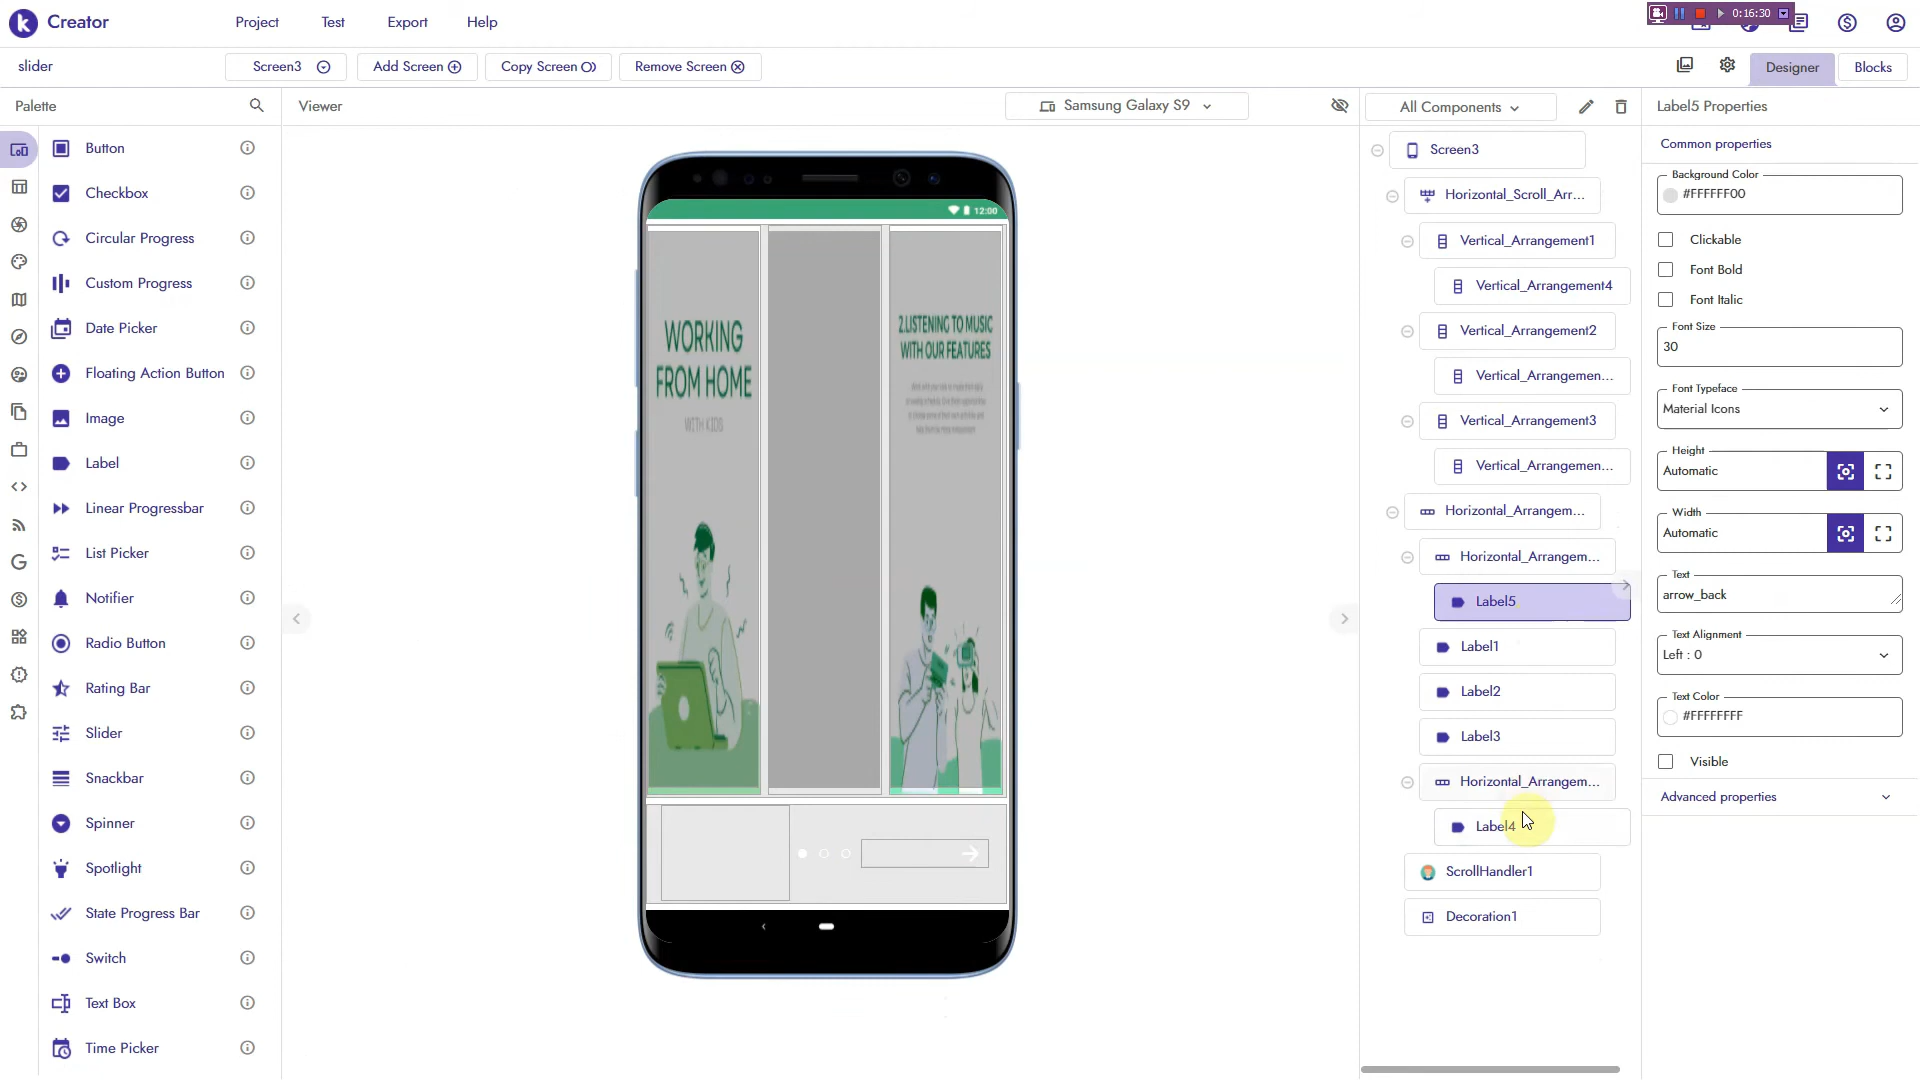 Creator
Project
Test
Export
Help
0:16:30
slider
Screen3
Add Screen
Copy Screen
Remove Screen
Designer
Blocks
Palette
Viewer
Samsung Galaxy S9
All Components
Label5 Properties
Button
Checkbox
Circular Progress
Custom Progress
Date Picker
Floating Action Button
Image
Label
Linear Progressbar
List Picker
Notifier
Radio Button
Rating Bar
Slider
Snackbar
Spinner
Spotlight
State Progress Bar
Switch
Text Box
Time Picker
12:00
WORKING
FROM HOME
WITH KIDS
2.LISTENING TO MUSIC
WITH OUR FEATURES
Screen3
Horizontal_Scroll_Arr...
Vertical_Arrangement1
Vertical_Arrangement4
Vertical_Arrangement2
Vertical_Arrangemen...
Vertical_Arrangement3
Vertical_Arrangemen...
Horizontal_Arrangem...
Horizontal_Arrangem...
Label5
Label1
Label2
Label3
Horizontal_Arrangem...
Label4
ScrollHandler1
Decoration1
Common properties
Background Color
#FFFFFF00
Clickable
Font Bold
Font Italic
Font Size
30
Font Typeface
Material Icons
Height
Automatic
Width
Automatic
Text
arrow_back
Text Alignment
Left : 0
Text Color
#FFFFFFFF
Visible
Advanced properties